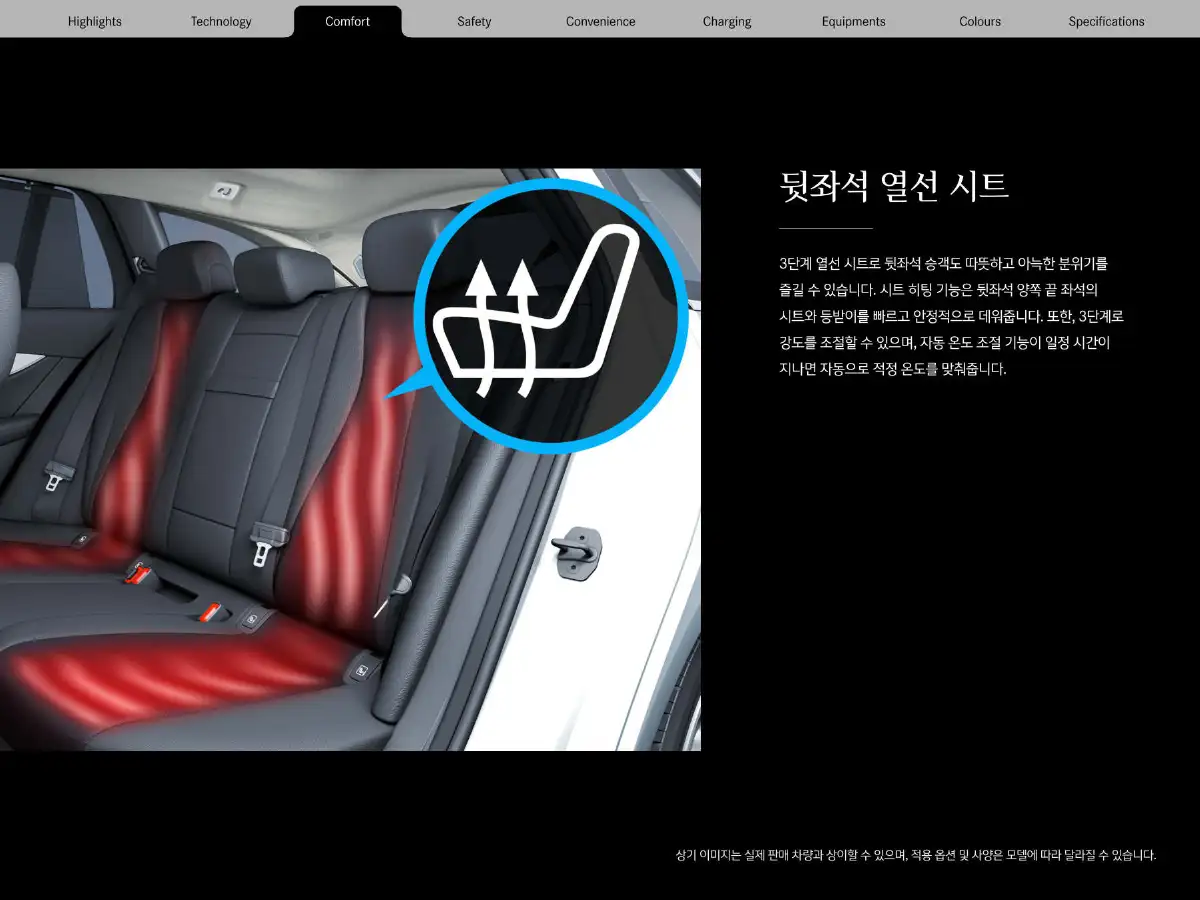 Highlights
Technology
Comfort
Safety
Convenience
Charging
Equipments
Colours
Specifications
뒷좌석 열선 시트
3단계 열선 시트로 뒷좌석 승객도 따뜻하고 아늑한 분위기를
즐길 수 있습니다. 시트 히팅 기능은 뒷좌석 양쪽 끝 좌석의
시트와 등받이를 빠르고 안정적으로 데워줍니다. 또한, 3단계로
강도를 조절할 수 있으며, 자동 온도 조절 기능이 일정 시간이
지나면 자동으로 적정 온도를 맞춰줍니다.
상기 이미지는 실제 판매 차량과 상이할 수 있으며, 적용 옵션 및 사양은 모델에 따라 달라질 수 있습니다.